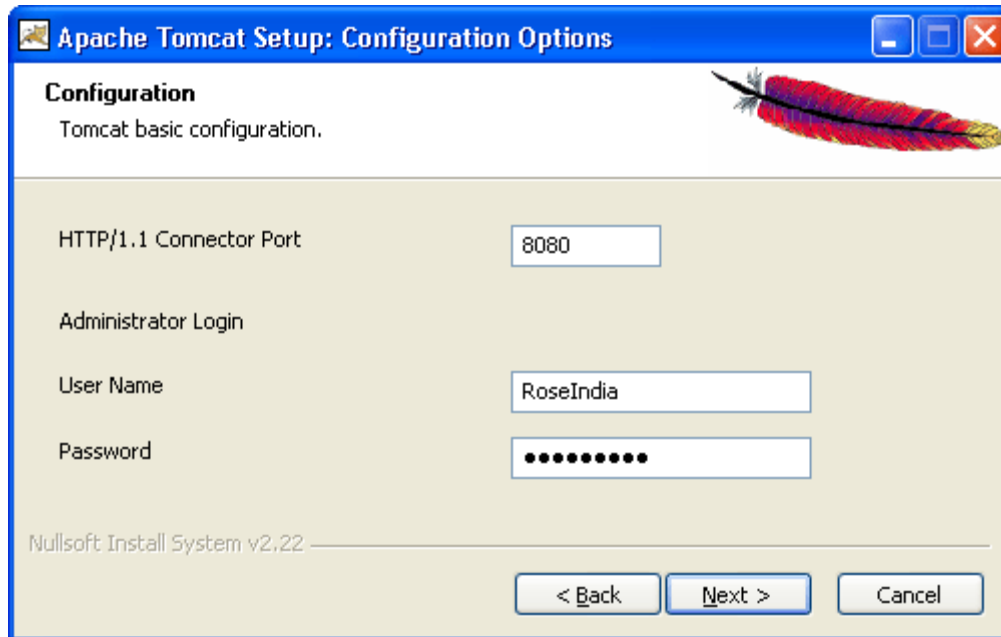 Apache Tomcat Setup: Configuration Options
Configuration
Tomcat basic configuration.
HTTP/1.1 Connector Port 8080
Administrator Login
User Name RoseIndia
Password •••••••••
Nullsoft Install System v2.22
< Back Next > Cancel